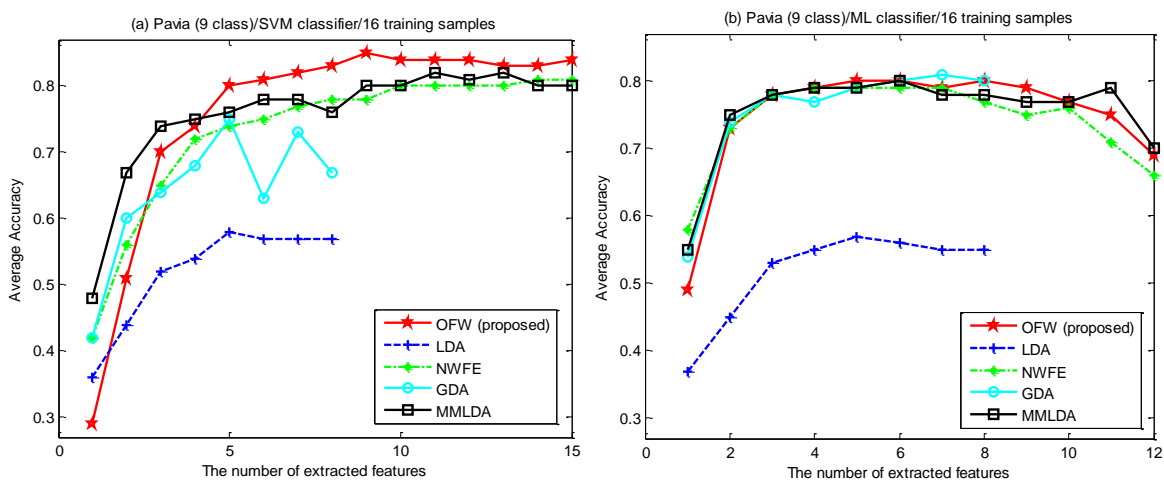 (a) Pavia (9 class)/SVM classifier/16 training samples
Average Accuracy
0.8
0.7
0.6
0.5
0.4
0.3
0
5
10
15
The number of extracted features
OFW (proposed)
LDA
NWFE
GDA
MMLDA
(b) Pavia (9 class)/ML classifier/16 training samples
Average Accuracy
0.8
0.7
0.6
0.5
0.4
0.3
0
2
4
6
8
10
12
The number of extracted features
OFW (proposed)
LDA
NWFE
GDA
MMLDA